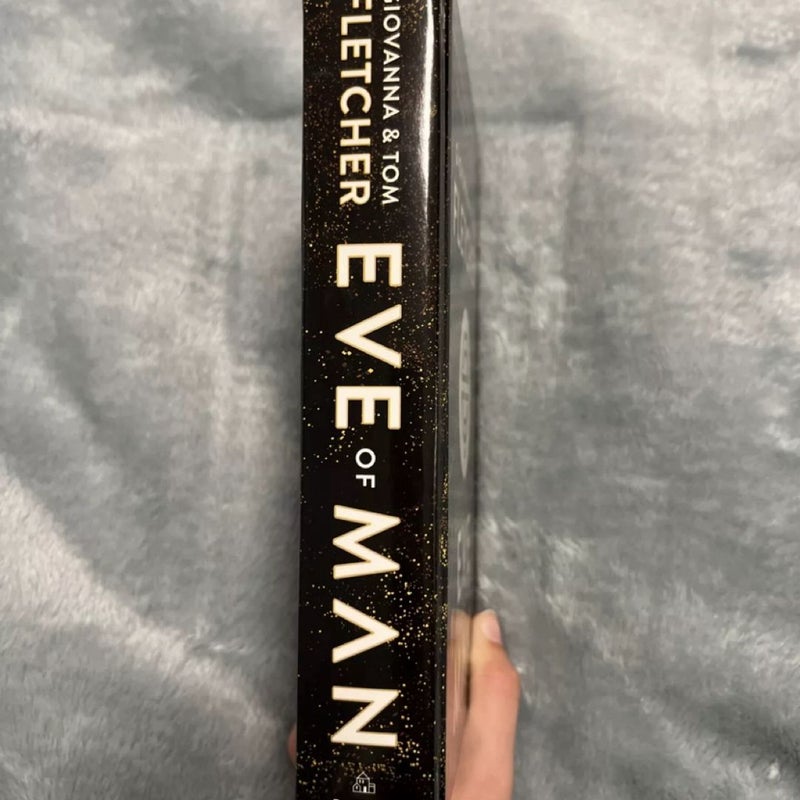 GIOVANNA & TOM
FLETCHER
EVE OF MAN